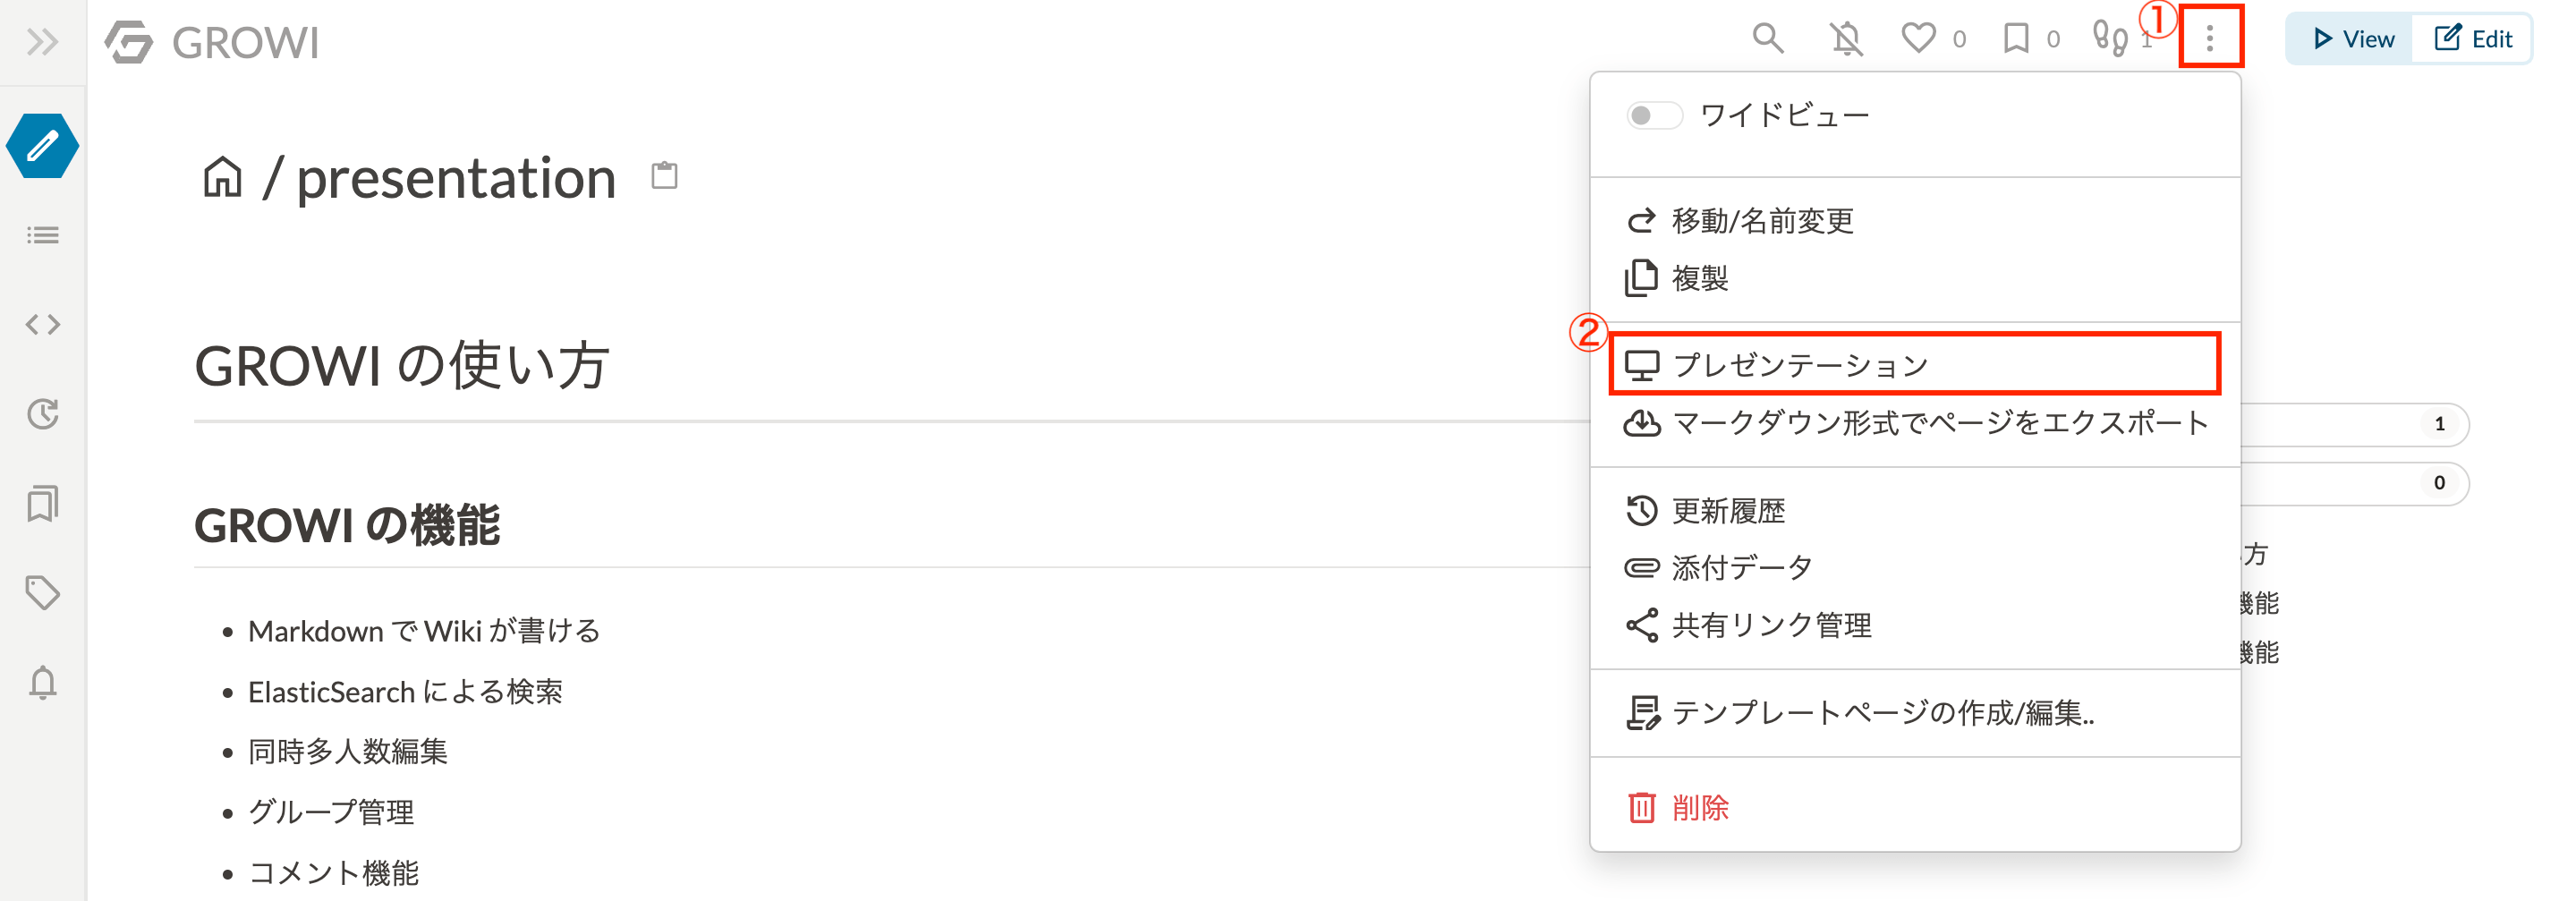 GROWI
0
0
1
①
View
Edit
/ presentation
ワイドビュー
移動/名前変更
複製
②
プレゼンテーション
マークダウン形式でページをエクスポート
更新履歴
添付データ
共有リンク管理
テンプレートページの作成/編集..
削除
GROWI の使い方
GROWI の機能
• Markdown で Wiki が書ける
• ElasticSearch による検索
• 同時多人数編集
• グループ管理
• コメント機能
1
0
方
機能
機能